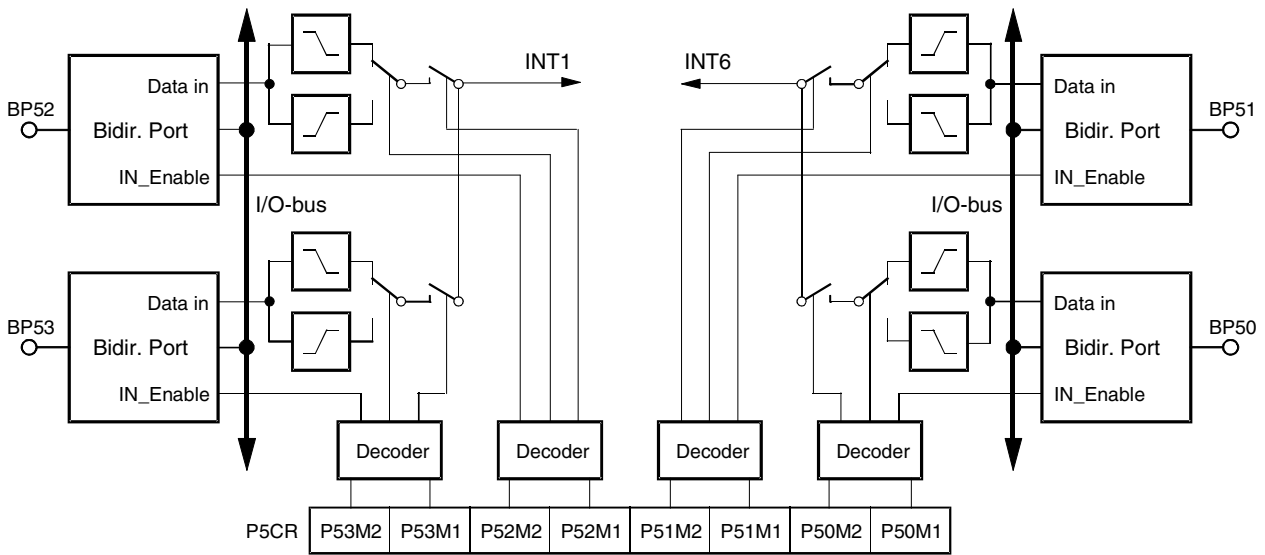 INT1
INT6
BP52
Data in
Bidir. Port
IN_Enable
Data in
Bidir. Port
IN_Enable
BP51
I/O-bus
I/O-bus
BP53
Data in
Bidir. Port
IN_Enable
Data in
Bidir. Port
IN_Enable
BP50
Decoder
Decoder
Decoder
Decoder
P5CR P53M2 P53M1 P52M2 P52M1 P51M2 P51M1 P50M2 P50M1